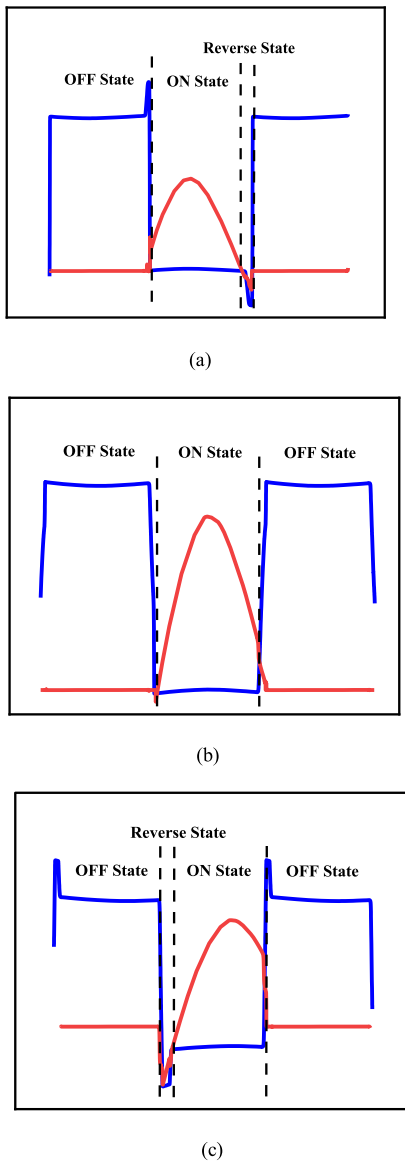 Reverse State
OFF State ON State
(a)
OFF State ON State OFF State
(b)
Reverse State
OFF State ON State OFF State
(c)